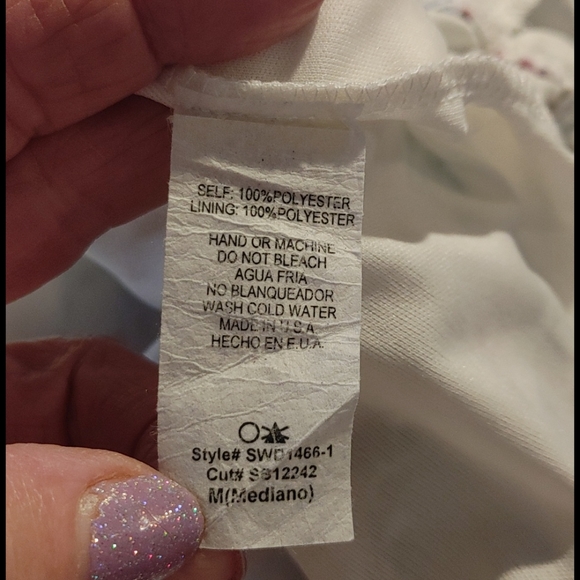 SELF: 100%POLYESTER
LINING: 100%POLYESTER
HAND OR MACHINE
DO NOT BLEACH
AGUA FRIA
NO BLANQUEADOR
WASH COLD WATER
MADE IN U.S.A
HECHO EN E.U.A.
Style# SWD1466-1
Cut# SB12242
M(Mediano)